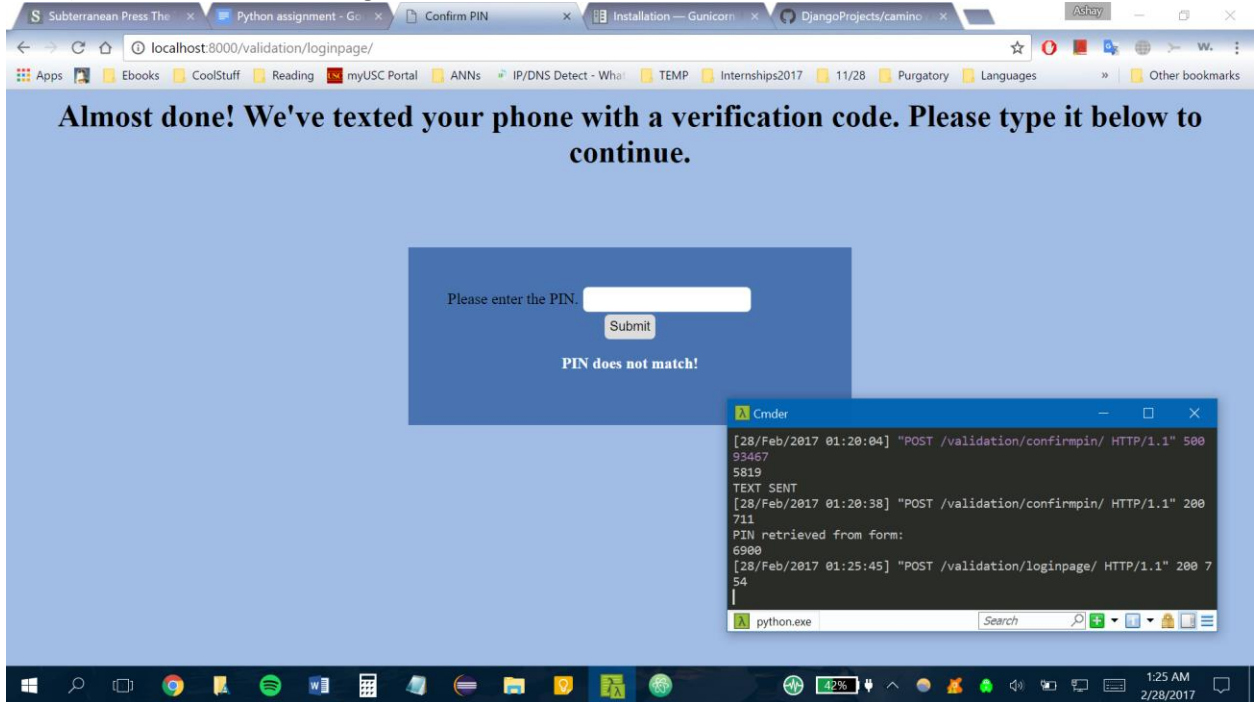 Subterranean Press The
Python assignment - Go
Confirm PIN
Installation — Gunicorn
DjangoProjects/camino
Ashay
localhost:8000/validation/loginpage/
Apps
Ebooks
CoolStuff
Reading
myUSC Portal
ANNs
IP/DNS Detect - What
TEMP
Internships2017
11/28
Purgatory
Languages
»
Other bookmarks
Almost done! We've texted your phone with a verification code. Please type it below to
continue.
Please enter the PIN.
Submit
PIN does not match!
λ Cmder
[28/Feb/2017 01:20:04] "POST /validation/confirmpin/ HTTP/1.1" 500
93467
5819
TEXT SENT
[28/Feb/2017 01:20:38] "POST /validation/confirmpin/ HTTP/1.1" 200
711
PIN retrieved from form:
6900
[28/Feb/2017 01:25:45] "POST /validation/loginpage/ HTTP/1.1" 200 7
54
λ python.exe
Search
42%
1:25 AM
2/28/2017